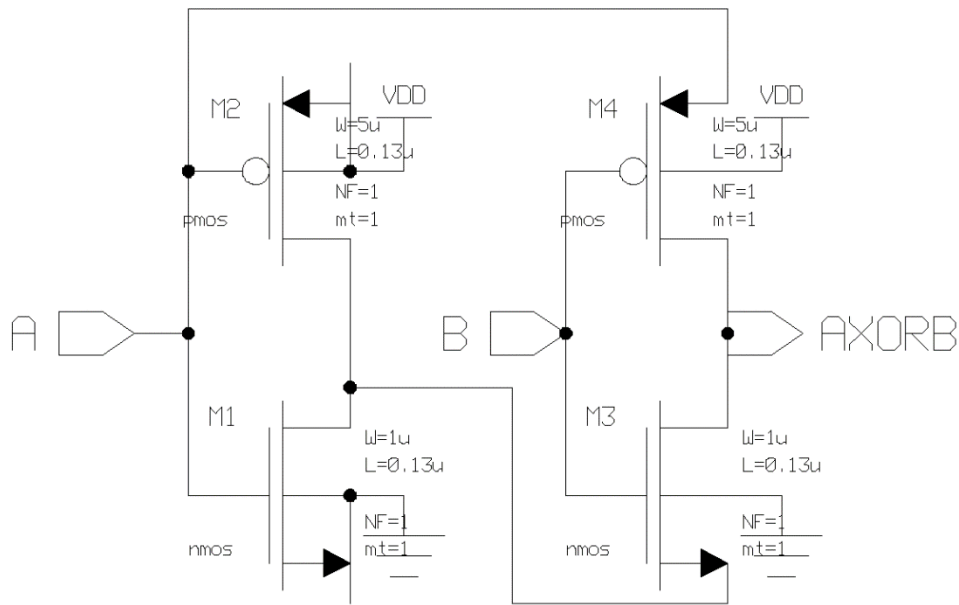 VDD
VDD
M2
M4
W=5u
L=0.13u
W=5u
L=0.13u
NF=1
mt=1
NF=1
mt=1
pmos
pmos
A
B
AXORB
M1
M3
W=1u
L=0.13u
W=1u
L=0.13u
NF=1
mt=1
NF=1
mt=1
nmos
nmos